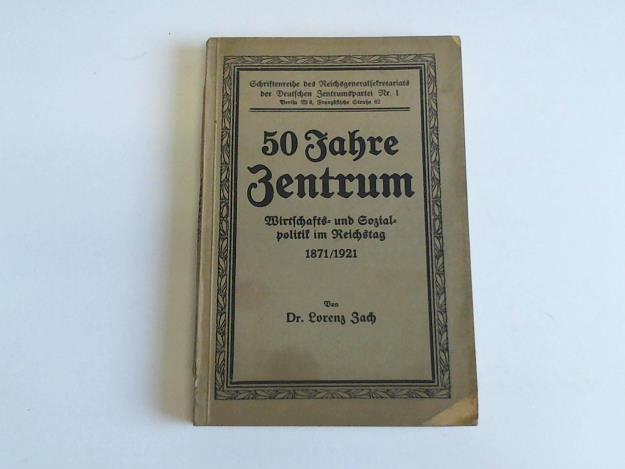 Schriftenreihe des Reichsgeneralsekretariats
der Deutschen Zentrumspartei Nr. 1
Berlin W 8, Französische Straße 62
50 Jahre
Zentrum
Wirtschafts- und Sozial-
politik im Reichstag
1871/1921
Von
Dr. Lorenz Zach